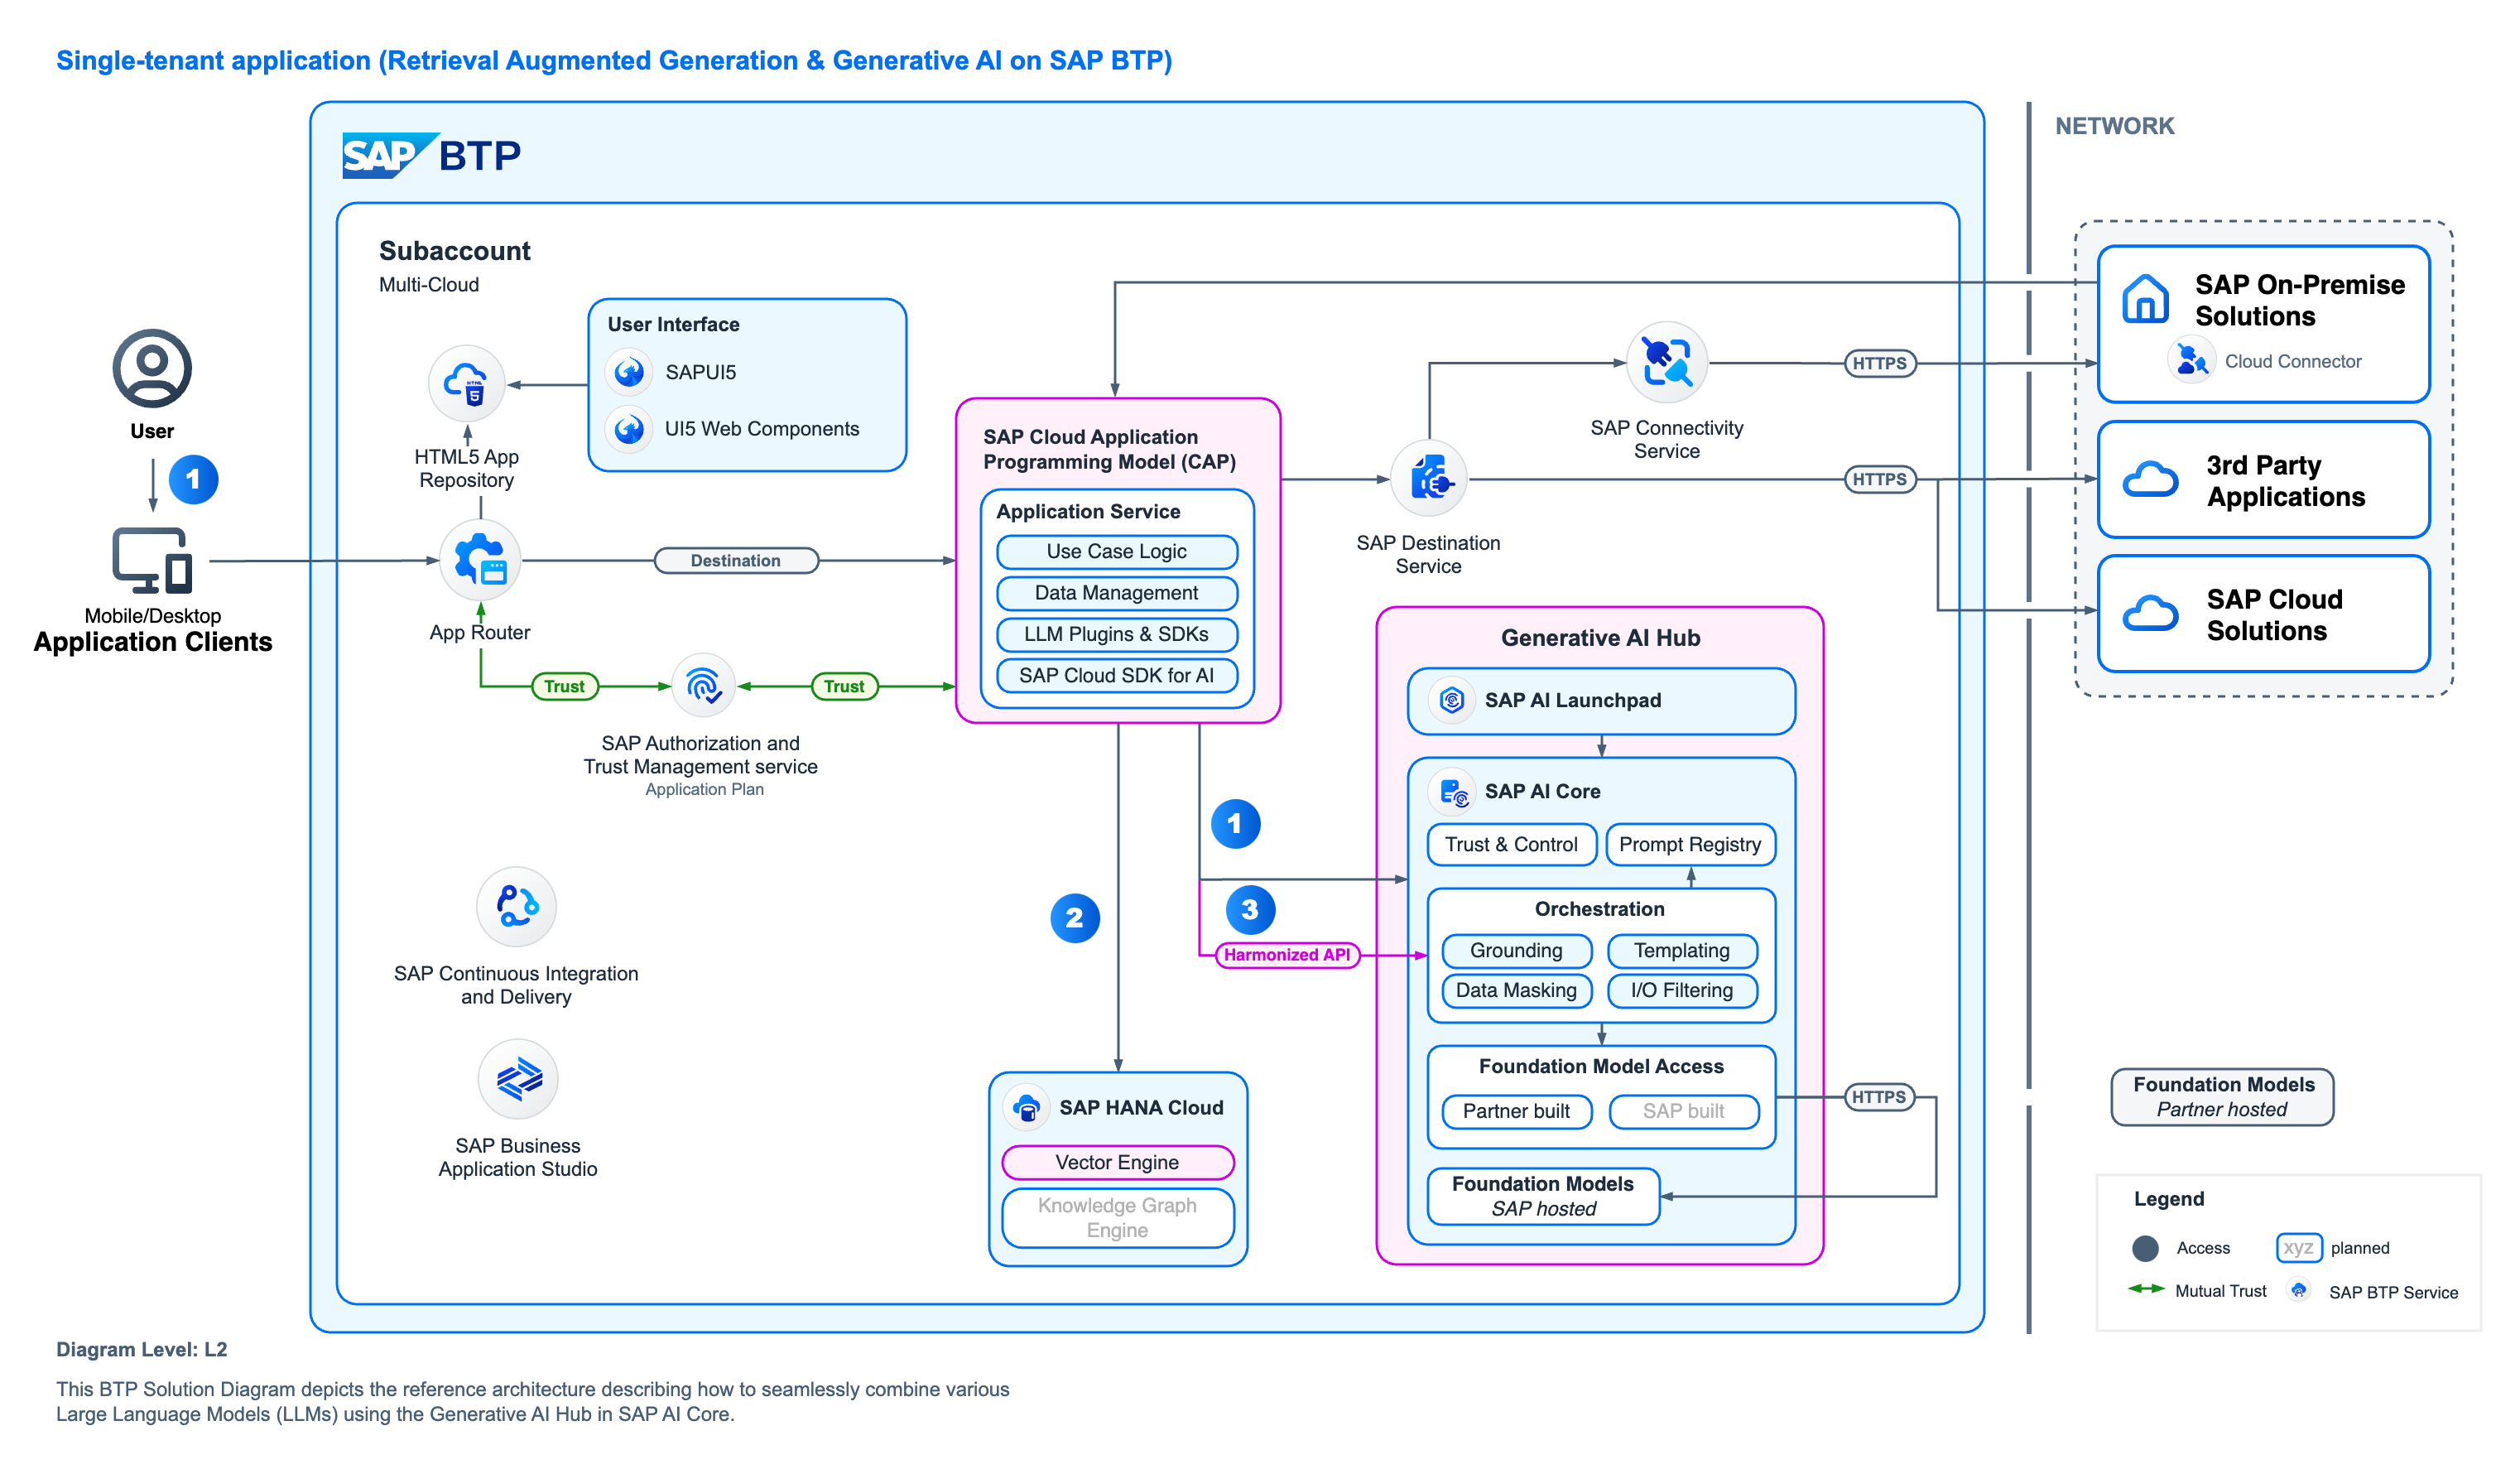 Single-tenant application (Retrieval Augmented Generation & Generative AI on SAP BTP)
SAP BTP
NETWORK
Subaccount
Multi-Cloud
User
1
Mobile/Desktop
Application Clients
HTML
5
HTML5 App
Repository
User Interface
SAPUI5
UI5 Web Components
App Router
Destination
Trust
Trust
SAP Authorization and
Trust Management service
Application Plan
SAP Continuous Integration
and Delivery
SAP Business
Application Studio
SAP Cloud Application
Programming Model (CAP)
Application Service
Use Case Logic
Data Management
LLM Plugins & SDKs
SAP Cloud SDK for AI
SAP Destination
Service
SAP Connectivity
Service
HTTPS
HTTPS
SAP On-Premise
Solutions
Cloud Connector
3rd Party
Applications
SAP Cloud
Solutions
1
2
3
Harmonized API
SAP HANA Cloud
Vector Engine
Knowledge Graph
Engine
Generative AI Hub
SAP AI Launchpad
SAP AI Core
Trust & Control
Prompt Registry
Orchestration
Grounding
Templating
Data Masking
I/O Filtering
Foundation Model Access
Partner built
SAP built
HTTPS
Foundation Models
SAP hosted
Foundation Models
Partner hosted
Legend
Access
xyz
planned
Mutual Trust
SAP BTP Service
Diagram Level: L2
This BTP Solution Diagram depicts the reference architecture describing how to seamlessly combine various
Large Language Models (LLMs) using the Generative AI Hub in SAP AI Core.